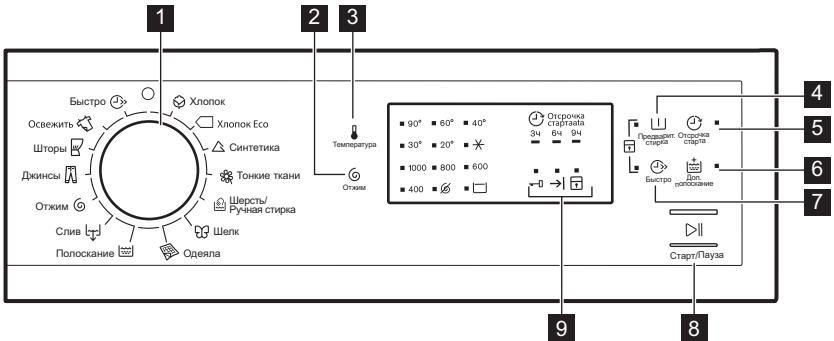 1
2
3
4
5
6
7
8
9
Быстро
Освежить
Шторы
Джинсы
Отжим
Слив
Полоскание
Хлопок
Хлопок Eco
Синтетика
Тонкие ткани
Шерсть/
Ручная стирка
Шелк
Одеяла
Температура
Отжим
90° 60° 40°
30° 20°
1000 800 600
400
Отсрочка
стартаta
3ч 6ч 9ч
Предварит.
стирка
Отсрочка
старта
Быстро
Доп.
полоскание
Старт/Пауза